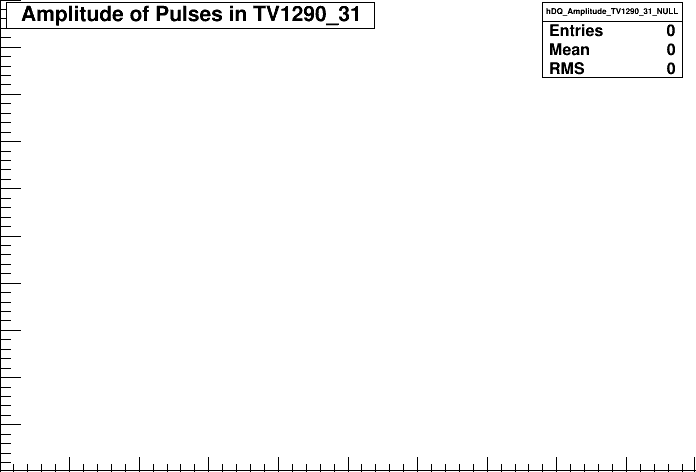 Amplitude of Pulses in TV1290_31
hDQ_Amplitude_TV1290_31_NULL
Entries 0
Mean 0
RMS 0